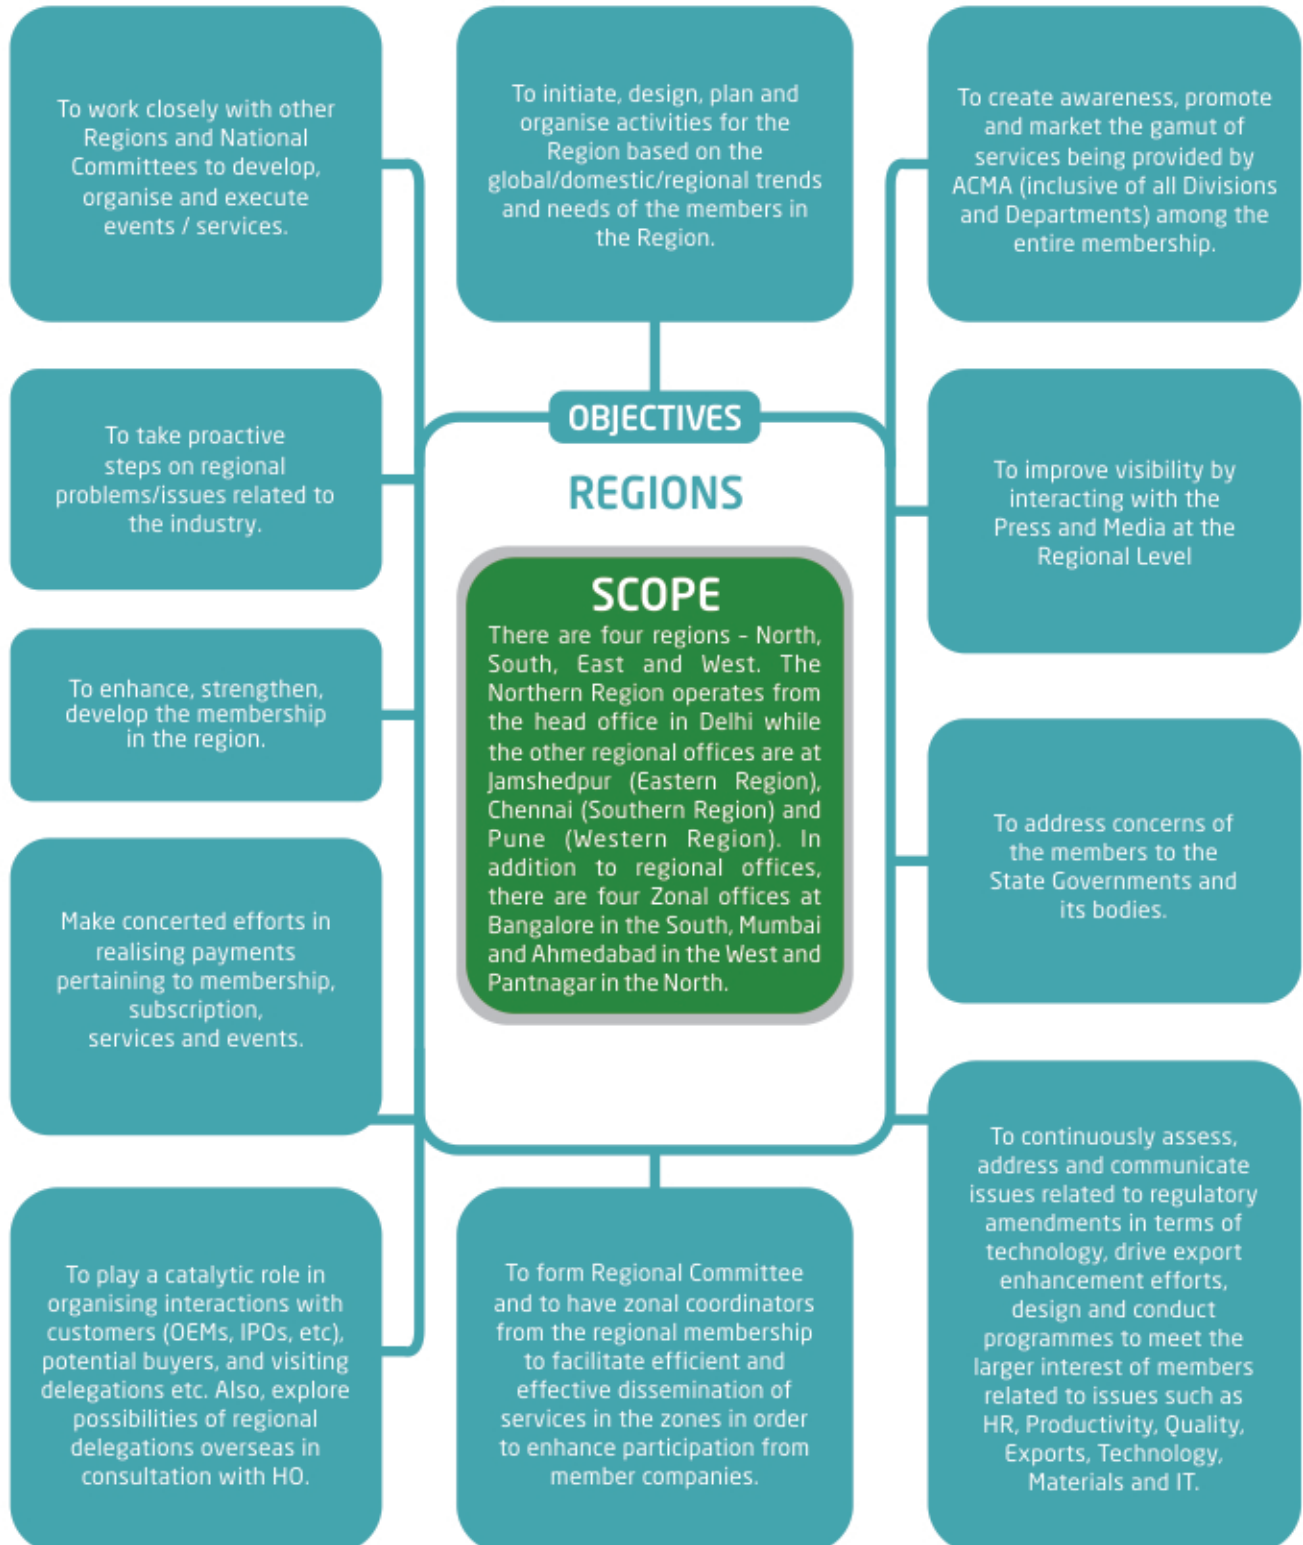 To work closely with other
Regions and National
Committees to develop,
organise and execute
events / services.
To initiate, design, plan and
organise activities for the
Region based on the
global/domestic/regional trends
and needs of the members in
the Region.
To create awareness, promote
and market the gamut of
services being provided by
ACMA (inclusive of all Divisions
and Departments) among the
entire membership.
To take proactive
steps on regional
problems/issues related to
the industry.
OBJECTIVES
REGIONS
To improve visibility by
interacting with the
Press and Media at the
Regional Level
SCOPE
There are four regions – North,
South, East and West. The
Northern Region operates from
the head office in Delhi while
the other regional offices are at
Jamshedpur (Eastern Region),
Chennai (Southern Region) and
Pune (Western Region). In
addition to regional offices,
there are four Zonal offices at
Bangalore in the South, Mumbai
and Ahmedabad in the West and
Pantnagar in the North.
To enhance, strengthen,
develop the membership
in the region.
To address concerns of
the members to the
State Governments and
its bodies.
Make concerted efforts in
realising payments
pertaining to membership,
subscription,
services and events.
To play a catalytic role in
organising interactions with
customers (OEMs, IPOs, etc),
potential buyers, and visiting
delegations etc. Also, explore
possibilities of regional
delegations overseas in
consultation with HO.
To form Regional Committee
and to have zonal coordinators
from the regional membership
to facilitate efficient and
effective dissemination of
services in the zones in order
to enhance participation from
member companies.
To continuously assess,
address and communicate
issues related to regulatory
amendments in terms of
technology, drive export
enhancement efforts,
design and conduct
programmes to meet the
larger interest of members
related to issues such as
HR, Productivity, Quality,
Exports, Technology,
Materials and IT.